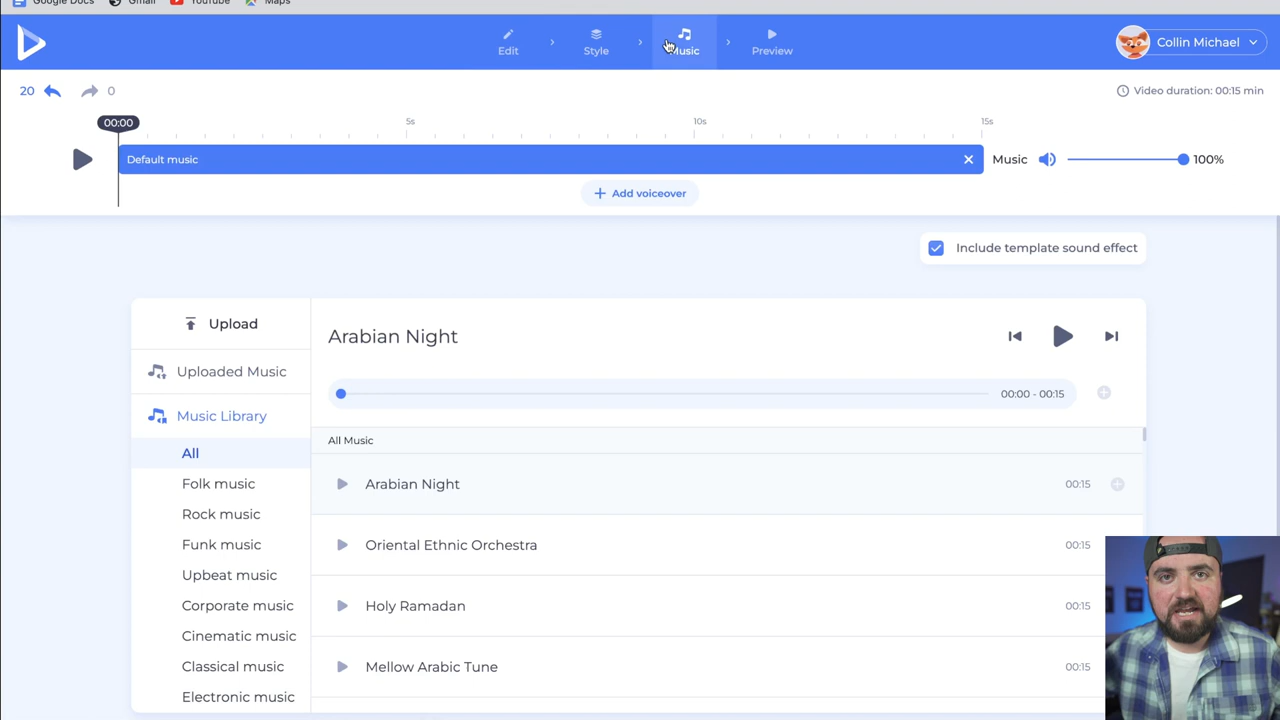 Google Docs Gmail YouTube Maps
Edit Style Music Preview Collin Michael
20 0 Video duration: 00:15 min
00:00 5s 10s 15s
Default music Music 100%
Add voiceover
Include template sound effect
Upload
Uploaded Music
Music Library
All
Folk music
Rock music
Funk music
Upbeat music
Corporate music
Cinematic music
Classical music
Electronic music
Arabian Night
00:00 - 00:15
All Music
Arabian Night 00:15
Oriental Ethnic Orchestra 00:15
Holy Ramadan 00:15
Mellow Arabic Tune 00:15